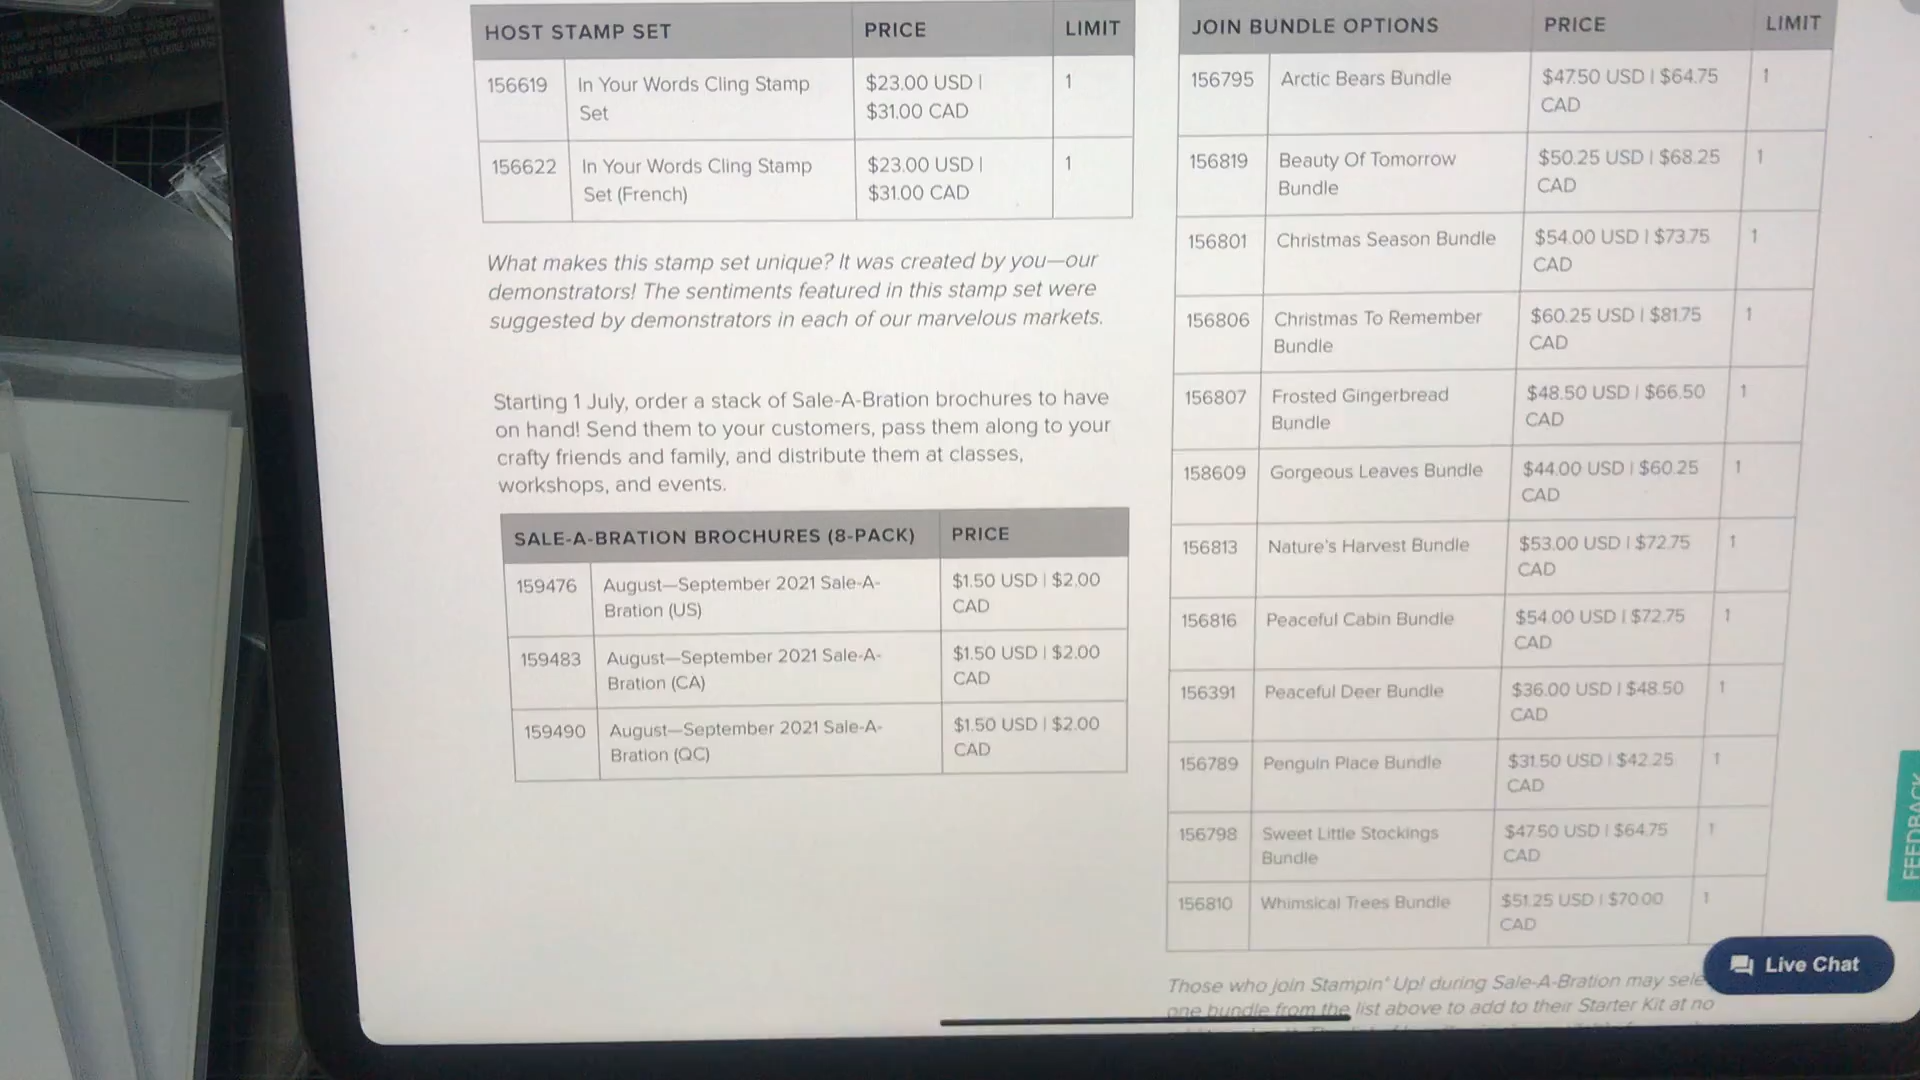 HOST STAMP SET PRICE LIMIT
156619 In Your Words Cling Stamp $23.00 USD | 1
Set $31.00 CAD
156622 In Your Words Cling Stamp $23.00 USD | 1
Set (French) $31.00 CAD
What makes this stamp set unique? It was created by you—our
demonstrators! The sentiments featured in this stamp set were
suggested by demonstrators in each of our marvelous markets.
Starting 1 July, order a stack of Sale-A-Bration brochures to have
on hand! Send them to your customers, pass them along to your
crafty friends and family, and distribute them at classes,
workshops, and events.
SALE-A-BRATION BROCHURES (8-PACK) PRICE
159476 August—September 2021 Sale-A- $1.50 USD | $2.00
Bration (US) CAD
159483 August—September 2021 Sale-A- $1.50 USD | $2.00
Bration (CA) CAD
159490 August—September 2021 Sale-A- $1.50 USD | $2.00
Bration (QC) CAD
JOIN BUNDLE OPTIONS PRICE LIMIT
156795 Arctic Bears Bundle $47.50 USD | $64.75 1
CAD
156819 Beauty Of Tomorrow $50.25 USD | $68.25 1
Bundle CAD
156801 Christmas Season Bundle $54.00 USD | $73.75 1
CAD
156806 Christmas To Remember $60.25 USD | $81.75 1
Bundle CAD
156807 Frosted Gingerbread $48.50 USD | $66.50 1
Bundle CAD
158609 Gorgeous Leaves Bundle $44.00 USD | $60.25 1
CAD
156813 Nature's Harvest Bundle $53.00 USD | $72.75 1
CAD
156816 Peaceful Cabin Bundle $54.00 USD | $72.75 1
CAD
156391 Peaceful Deer Bundle $36.00 USD | $48.50 1
CAD
156789 Penguin Place Bundle $31.50 USD | $42.25 1
CAD
156798 Sweet Little Stockings $47.50 USD | $64.75 1
Bundle CAD
156810 Whimsical Trees Bundle $51.25 USD | $70.00 1
CAD
Those who join Stampin' Up! during Sale-A-Bration may sele
one bundle from the list above to add to their Starter Kit at no
FEEDBACK
Live Chat